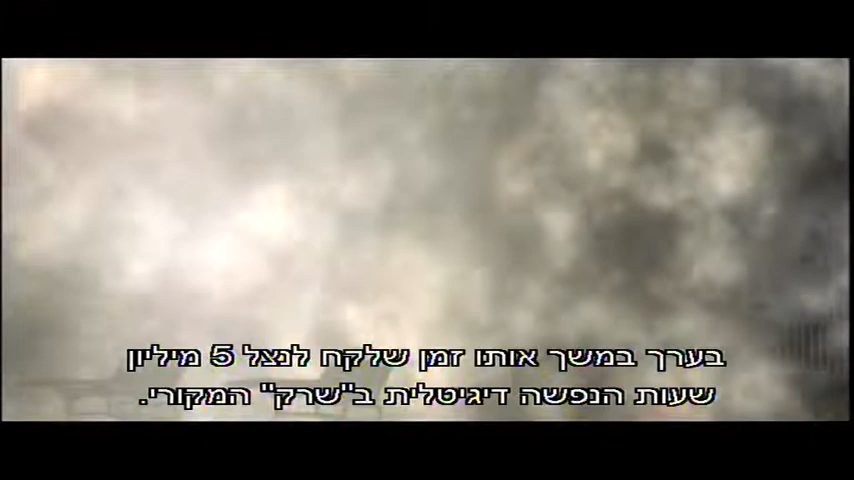 בערך במשך אותו זמן שלקח לנצל 5 מיליון
שעות הנפשה דיגיטלית ב"שרק" המקורי.